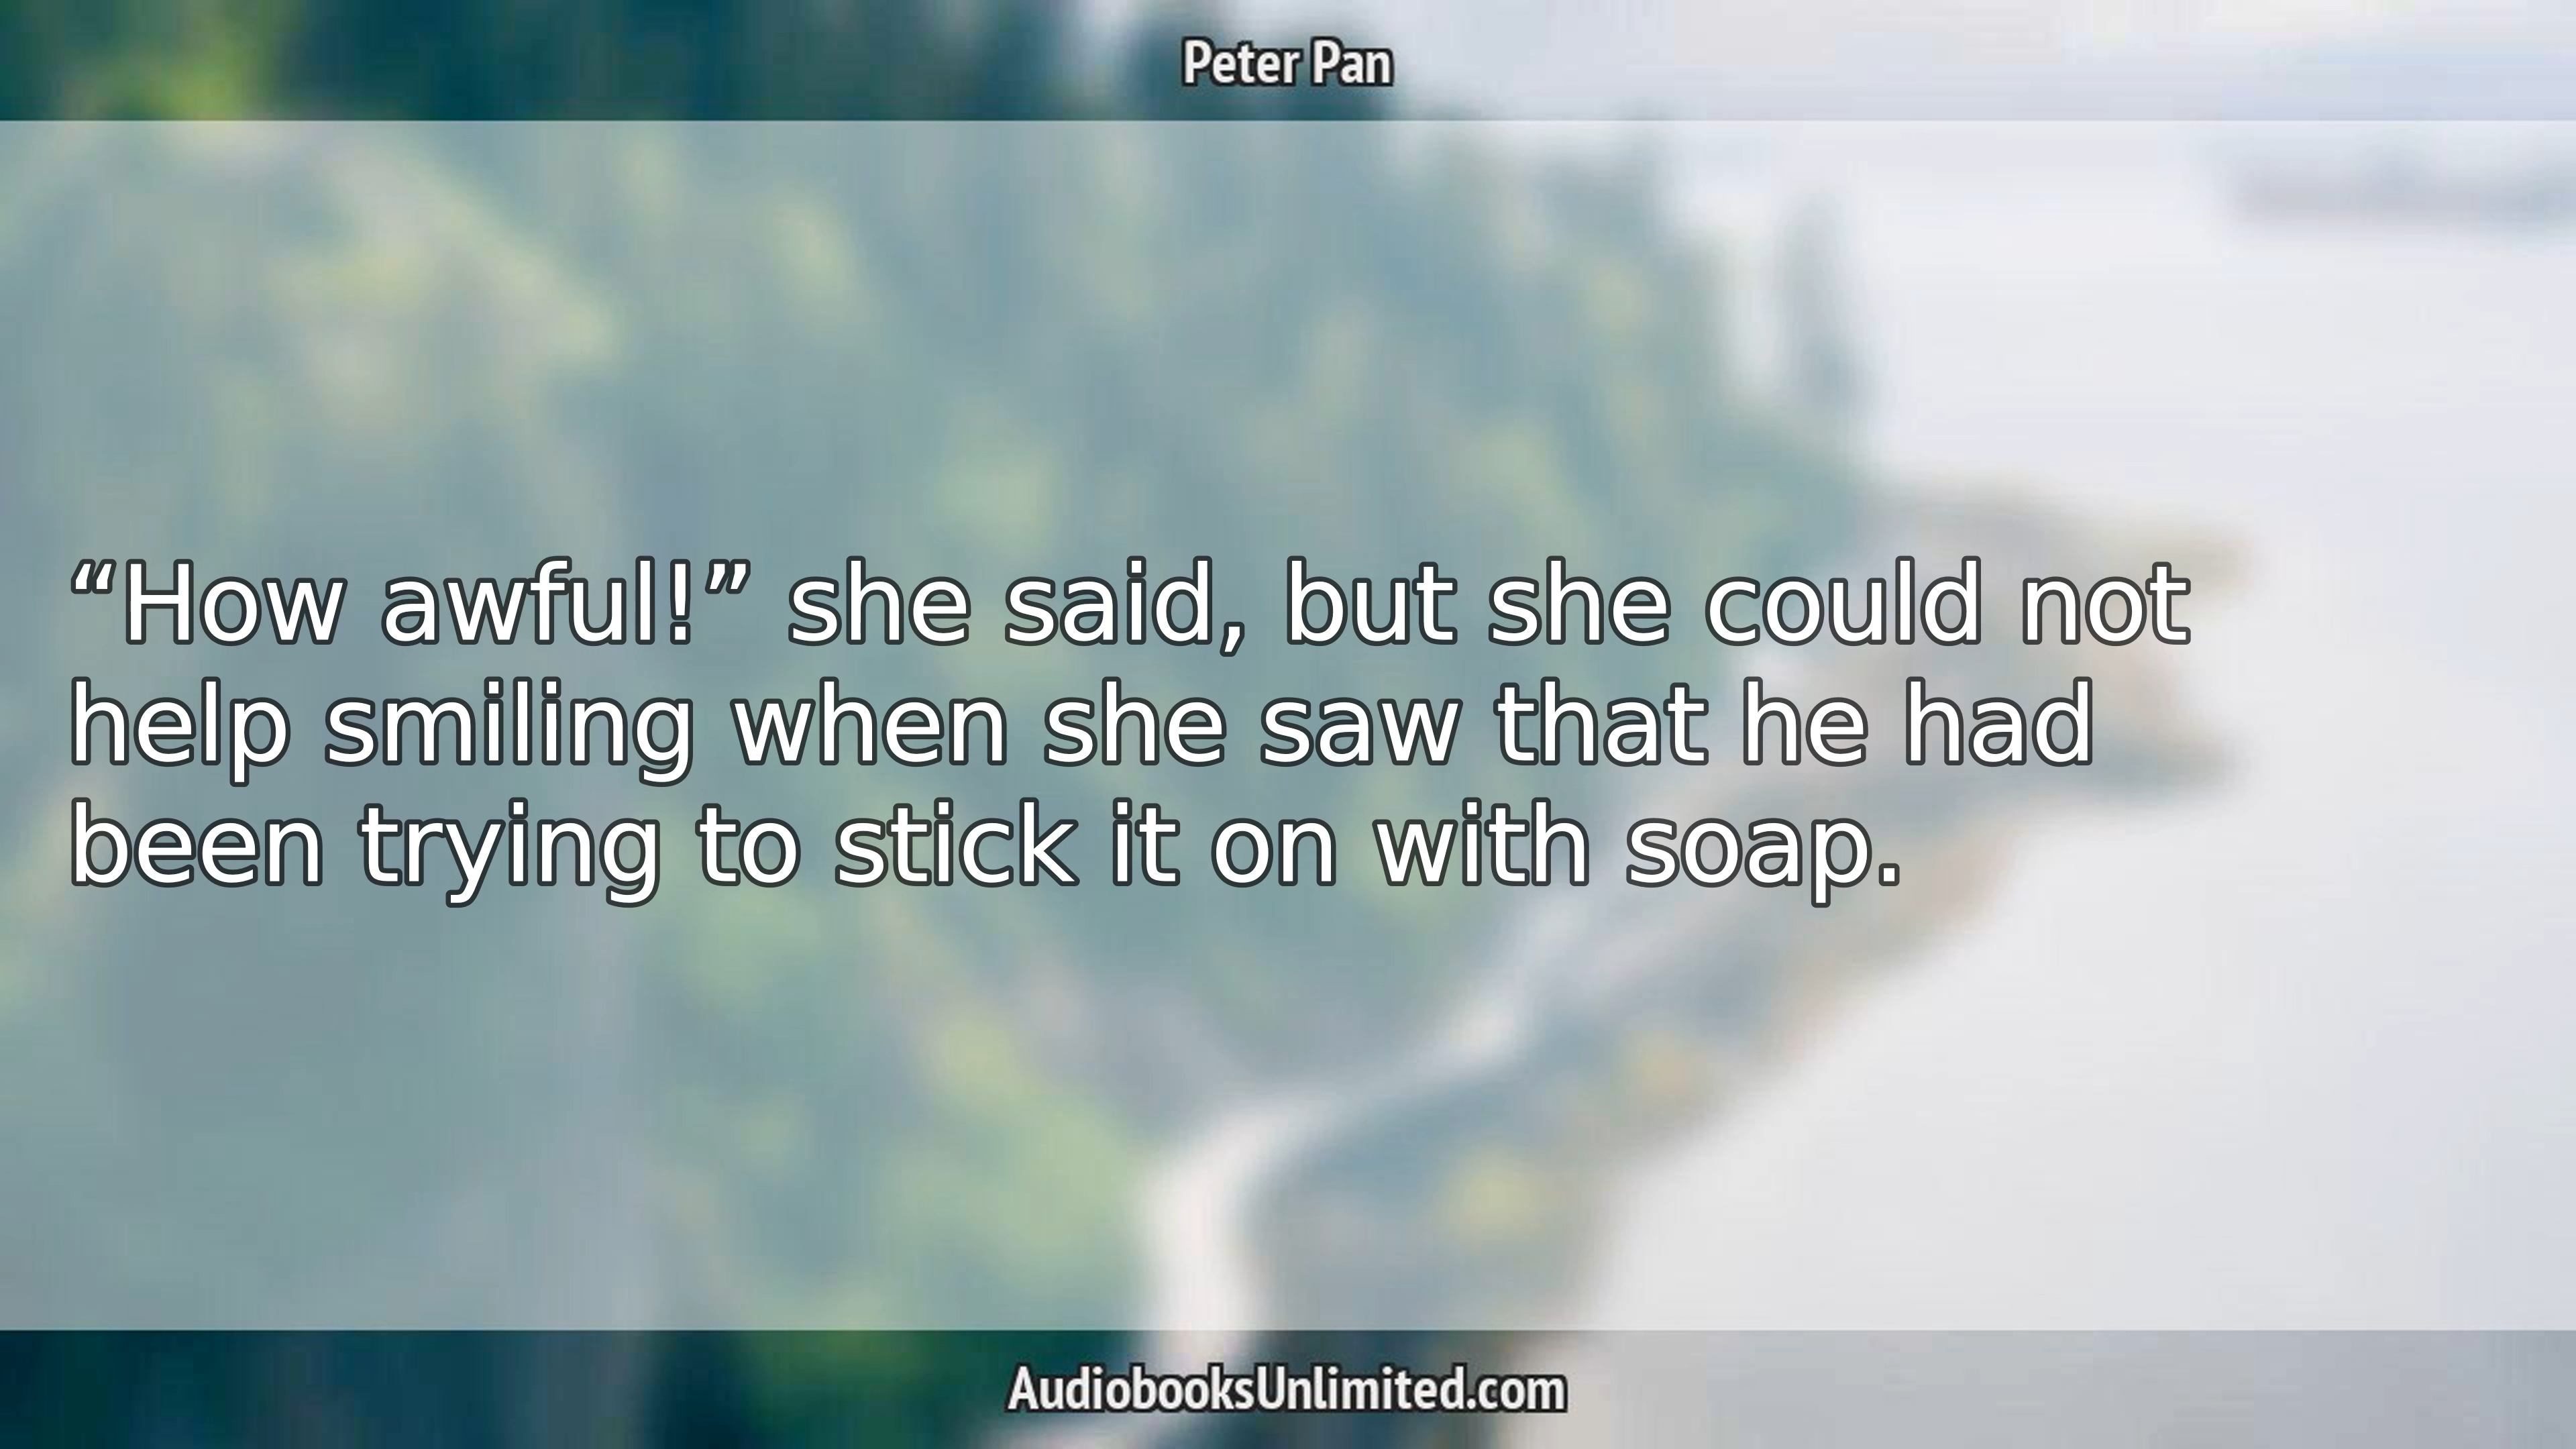 Peter Pan
“How awful!” she said, but she could not
help smiling when she saw that he had
been trying to stick it on with soap.
AudiobooksUnlimited.com